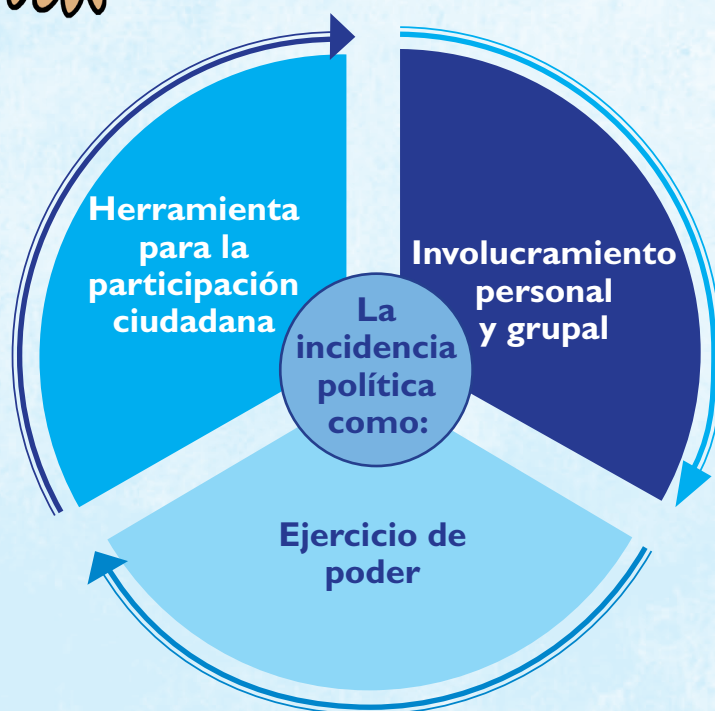 La
incidencia
política
como:
Herramienta
para la
participación
ciudadana
Involucramiento
personal
y grupal
Ejercicio de
poder